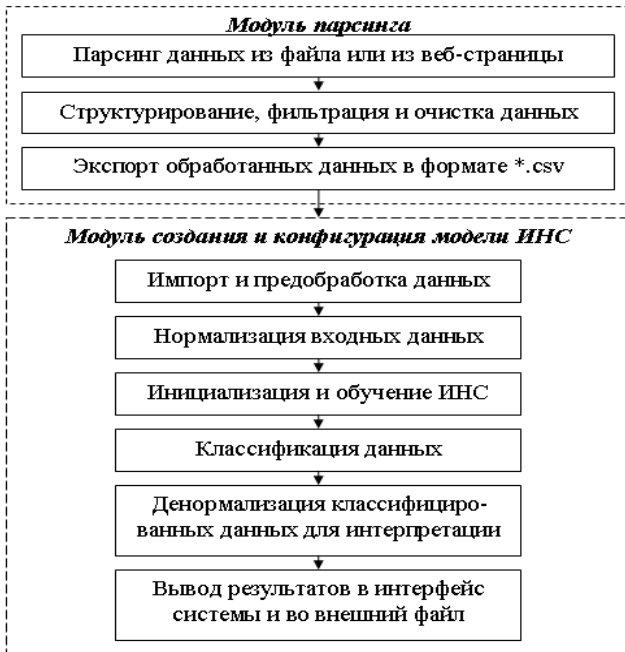 Модуль парсинга
Парсинг данных из файла или из веб-страницы
Структурирование, фильтрация и очистка данных
Экспорт обработанных данных в формате *.csv
Модуль создания и конфигурация модели ИНС
Импорт и предобработка данных
Нормализация входных данных
Инициализация и обучение ИНС
Классификация данных
Денормализация классифициро-
ванных данных для интерпретации
Вывод результатов в интерфейс
системы и во внешний файл